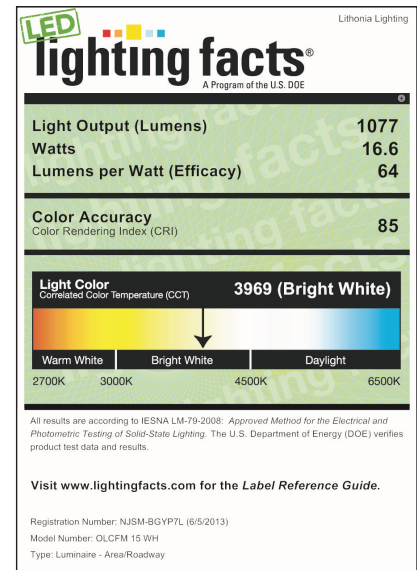 Lithonia Lighting
LED
lighting facts®
A Program of the U.S. DOE
Light Output (Lumens) 1077
Watts 16.6
Lumens per Watt (Efficacy) 64
Color Accuracy
Color Rendering Index (CRI) 85
Light Color
Correlated Color Temperature (CCT) 3969 (Bright White)
Warm White Bright White Daylight
2700K 3000K 4500K 6500K
All results are according to IESNA LM-79-2008: Approved Method for the Electrical and
Photometric Testing of Solid-State Lighting. The U.S. Department of Energy (DOE) verifies
product test data and results.
Visit www.lightingfacts.com for the Label Reference Guide.
Registration Number: NJSM-BGYP7L (6/5/2013)
Model Number: OLCFM 15 WH
Type: Luminaire - Area/Roadway